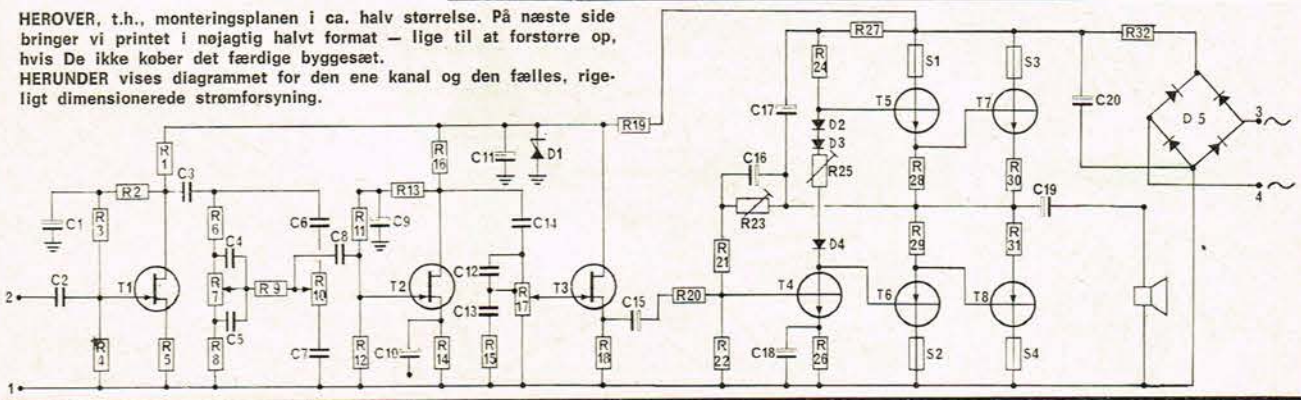 HEROVER, t.h., monteringsplanen i ca. halv størrelse. På næste side
bringer vi printet i nøjagtig halvt format — lige til at forstørre op,
hvis De ikke køber det færdige byggesæt.
HERUNDER vises diagrammet for den ene kanal og den fælles, rige-
ligt dimensionerede strømforsyning.
R27
R32
R24
S1
S3
C17
T5
T7
C20
D5
3
R19
D2
D3
R1
R16
C11
D1
C16
R25
R28
R30
4
R2
C3
R13
C19
C1
R3
R6
C6
R11
C9
C14
R23
C4
C8
R21
R29
R31
D4
C2
T1
R7
R9
R10
T2
C12
T3
T4
T6
T8
2
C13
R17
C15
R20
C5
R4
R5
R8
C7
R12
C10
R14
R15
R18
R22
C18
R26
S2
S4
1